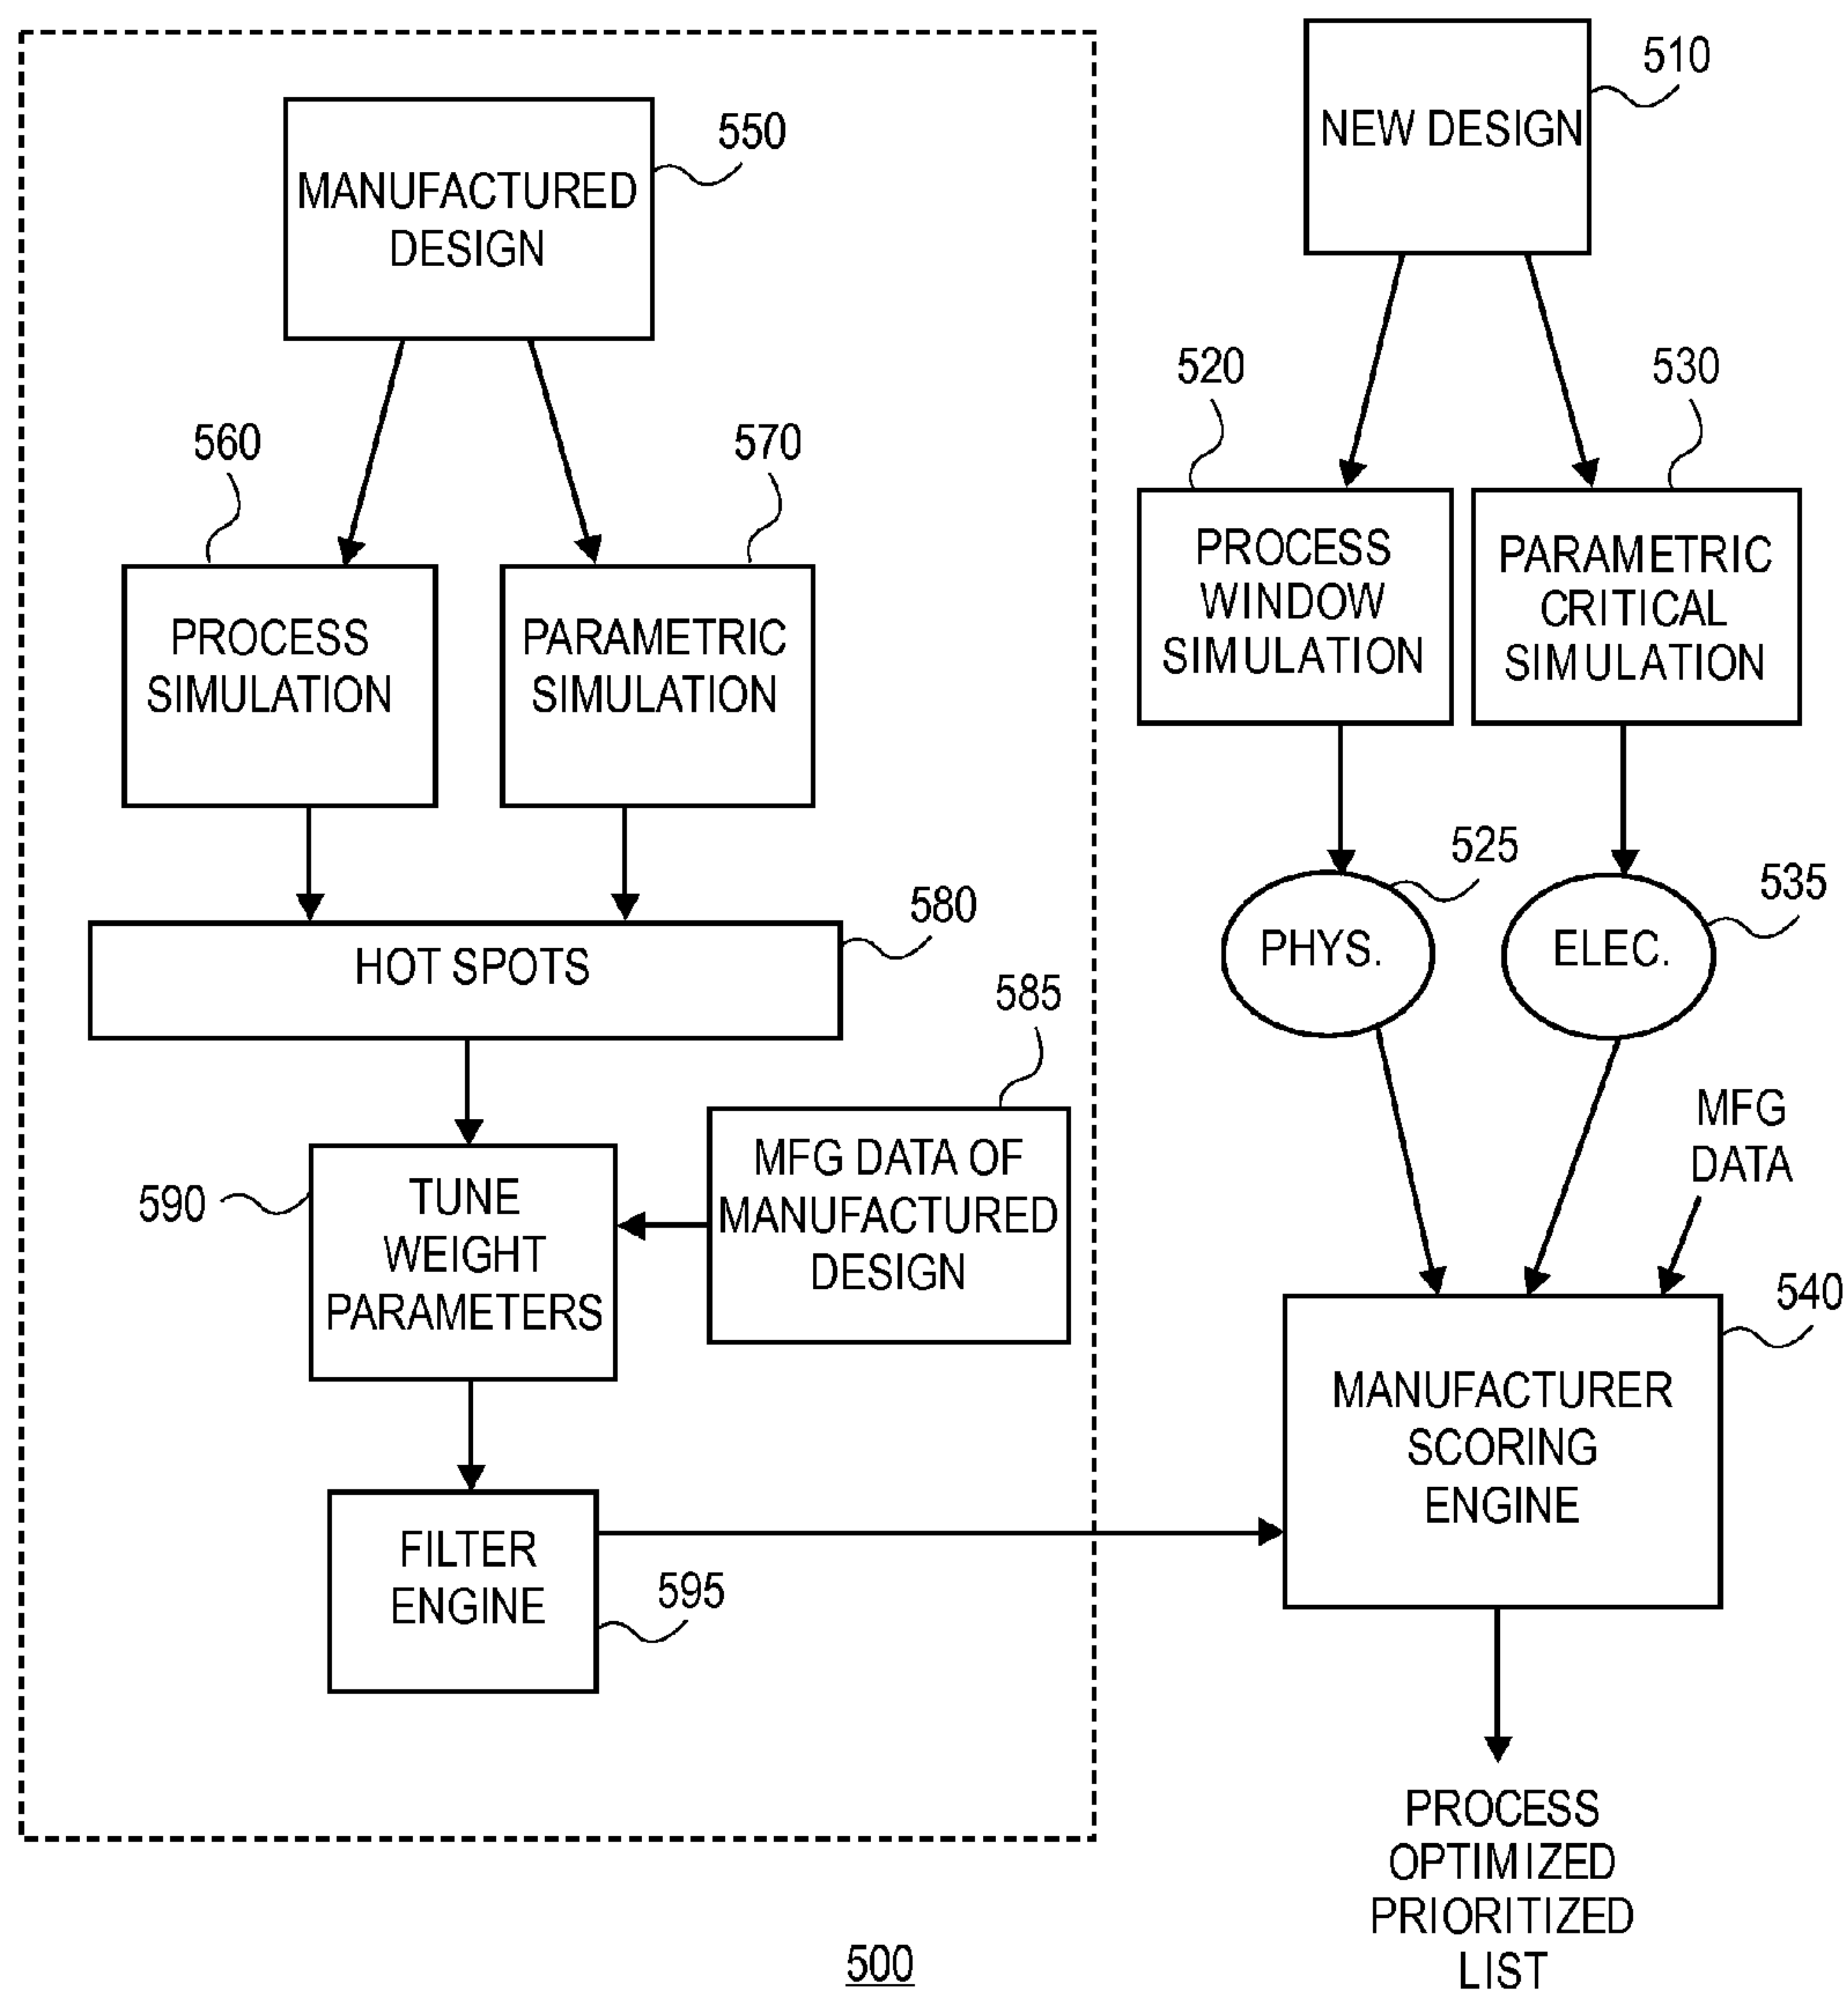 510
NEW DESIGN
550
MANUFACTURED
DESIGN
520
530
560
570
PROCESS
WINDOW
SIMULATION
PARAMETRIC
CRITICAL
SIMULATION
PROCESS
SIMULATION
PARAMETRIC
SIMULATION
525
535
580
HOT SPOTS
PHYS.
ELEC.
585
MFG
DATA
590
TUNE
WEIGHT
PARAMETERS
MFG DATA OF
MANUFACTURED
DESIGN
540
MANUFACTURER
SCORING
ENGINE
FILTER
ENGINE
595
PROCESS
OPTIMIZED
PRIORITIZED
LIST
500